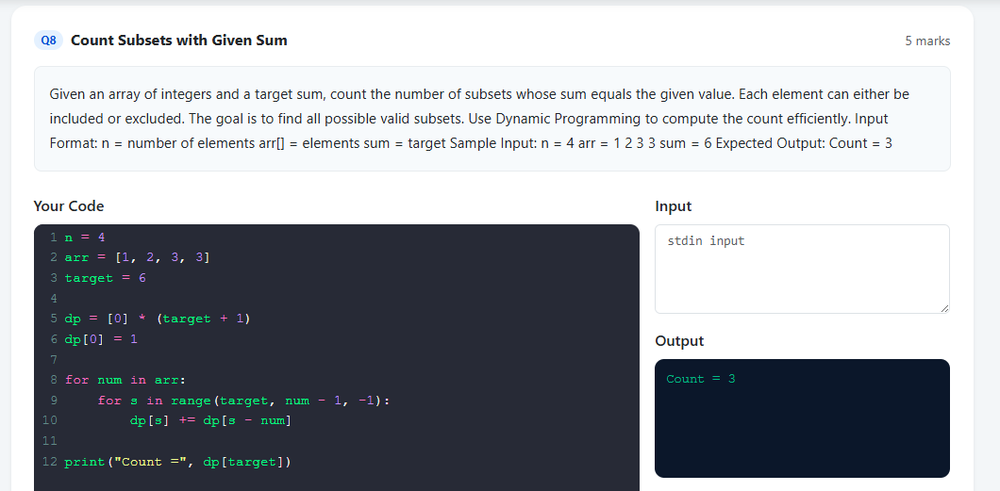 Q8 Count Subsets with Given Sum
5 marks
Given an array of integers and a target sum, count the number of subsets whose sum equals the given value. Each element can either be
included or excluded. The goal is to find all possible valid subsets. Use Dynamic Programming to compute the count efficiently. Input
Format: n = number of elements arr[] = elements sum = target Sample Input: n = 4 arr = 1 2 3 3 sum = 6 Expected Output: Count = 3
Your Code
1 n = 4
2 arr = [1, 2, 3, 3]
3 target = 6
4
5 dp = [0] * (target + 1)
6 dp[0] = 1
7
8 for num in arr:
9     for s in range(target, num - 1, -1):
10         dp[s] += dp[s - num]
11
12 print("Count =", dp[target])
Input
stdin input
Output
Count = 3